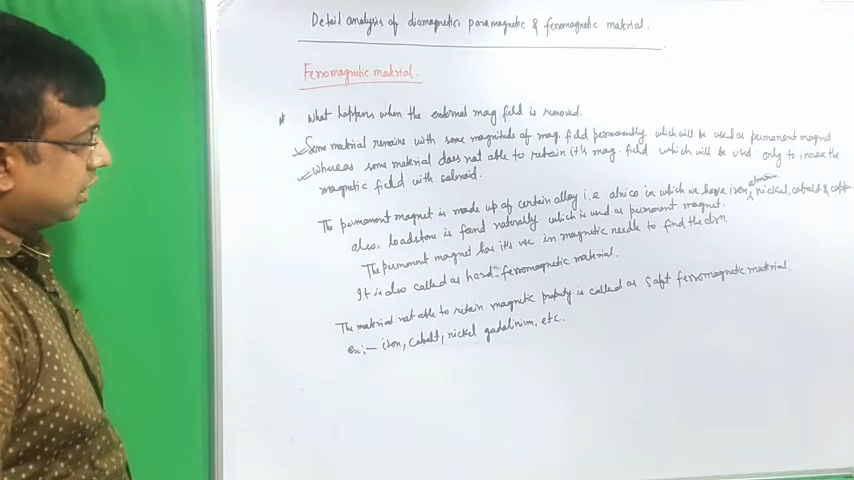 Detail analysis of diamagnetic, paramagnetic & ferromagnetic material.
Ferromagnetic material.
* What happens when the external mag field is removed.
Some material remains with some magnitude of mag. field permanently which will be used as permanent magnet
whereas some material does not able to retain it's mag. field which will be used only to increase the
magnetic field with solenoid.
The permanent magnet is made up of certain alloy i.e alnico in which we have iron, nickel, cobalt & copper.
also, loadstone is found naturally which is used as permanent magnet.
The permanent magnet has it's use in magnetic needle to find the dirn.
It is also called as hard-ferromagnetic material.
The material not able to retain magnetic property is called as soft ferromagnetic material.
ex:- iron, cobalt, nickel gadolinium, etc.